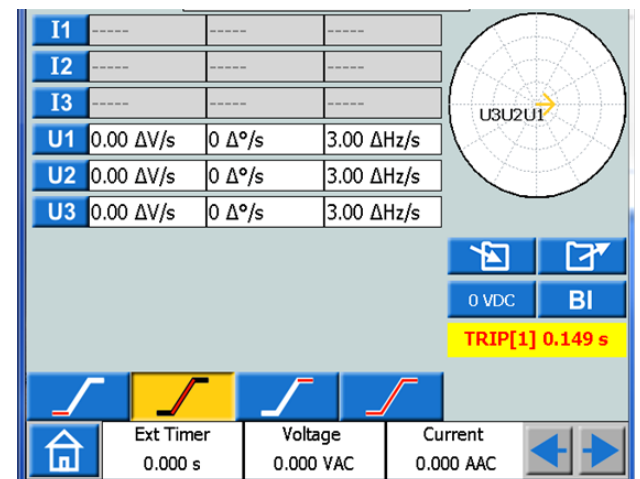 I1 ----- ----- -----
I2 ----- ----- -----
I3 ----- ----- -----
U1 0.00 ΔV/s 0 Δ°/s 3.00 ΔHz/s
U2 0.00 ΔV/s 0 Δ°/s 3.00 ΔHz/s
U3 0.00 ΔV/s 0 Δ°/s 3.00 ΔHz/s
U3U2U1
0 VDC BI
TRIP[1] 0.149 s
Ext Timer Voltage Current
0.000 s 0.000 VAC 0.000 AAC